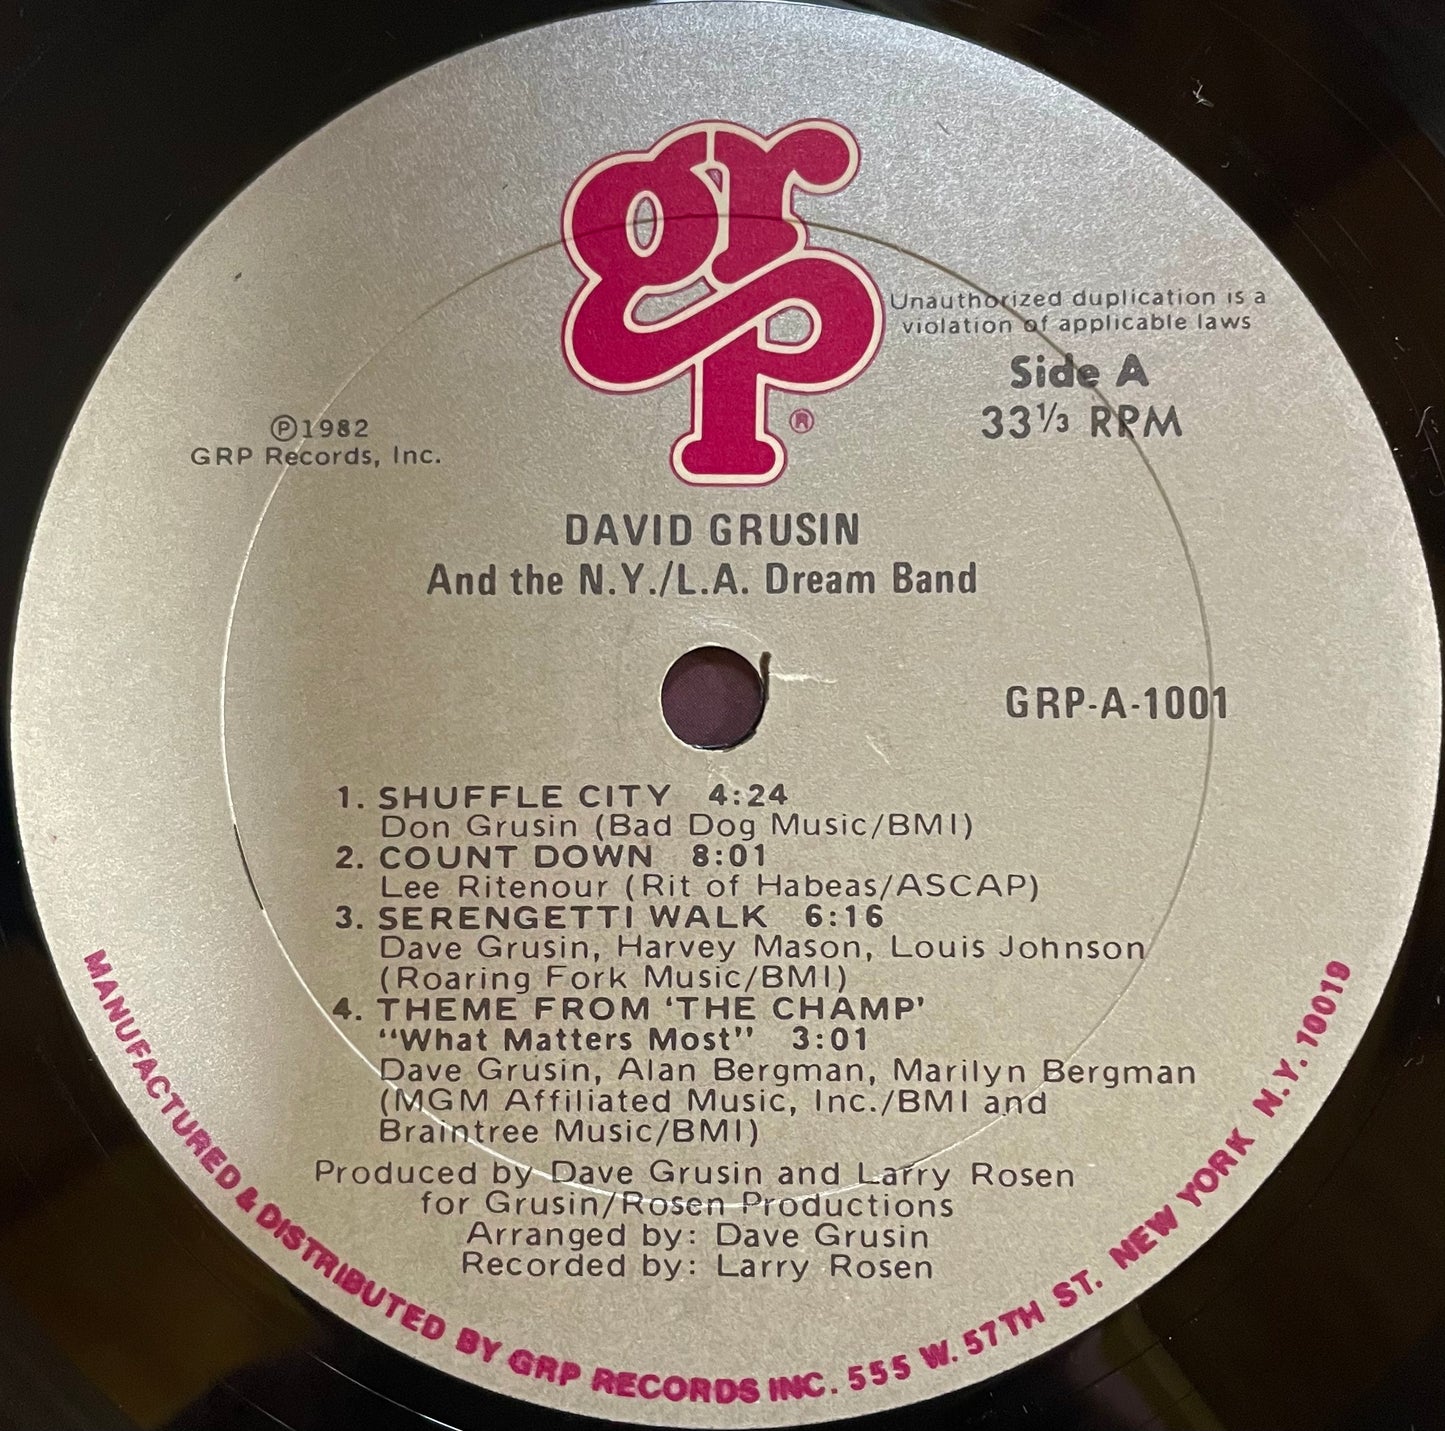 grp
®
Unauthorized duplication is a
violation of applicable laws
Side A
33⅓ RPM
℗1982
GRP Records, Inc.
DAVID GRUSIN
And the N.Y./L.A. Dream Band
GRP-A-1001
1. SHUFFLE CITY 4:24
Don Grusin (Bad Dog Music/BMI)
2. COUNT DOWN 8:01
Lee Ritenour (Rit of Habeas/ASCAP)
3. SERENGETTI WALK 6:16
Dave Grusin, Harvey Mason, Louis Johnson
(Roaring Fork Music/BMI)
4. THEME FROM ‘THE CHAMP’
“What Matters Most” 3:01
Dave Grusin, Alan Bergman, Marilyn Bergman
(MGM Affiliated Music, Inc./BMI and
Braintree Music/BMI)
Produced by Dave Grusin and Larry Rosen
for Grusin/Rosen Productions
Arranged by: Dave Grusin
Recorded by: Larry Rosen
MANUFACTURED & DISTRIBUTED BY GRP RECORDS INC. 555 W. 57TH ST. NEW YORK N.Y. 10019